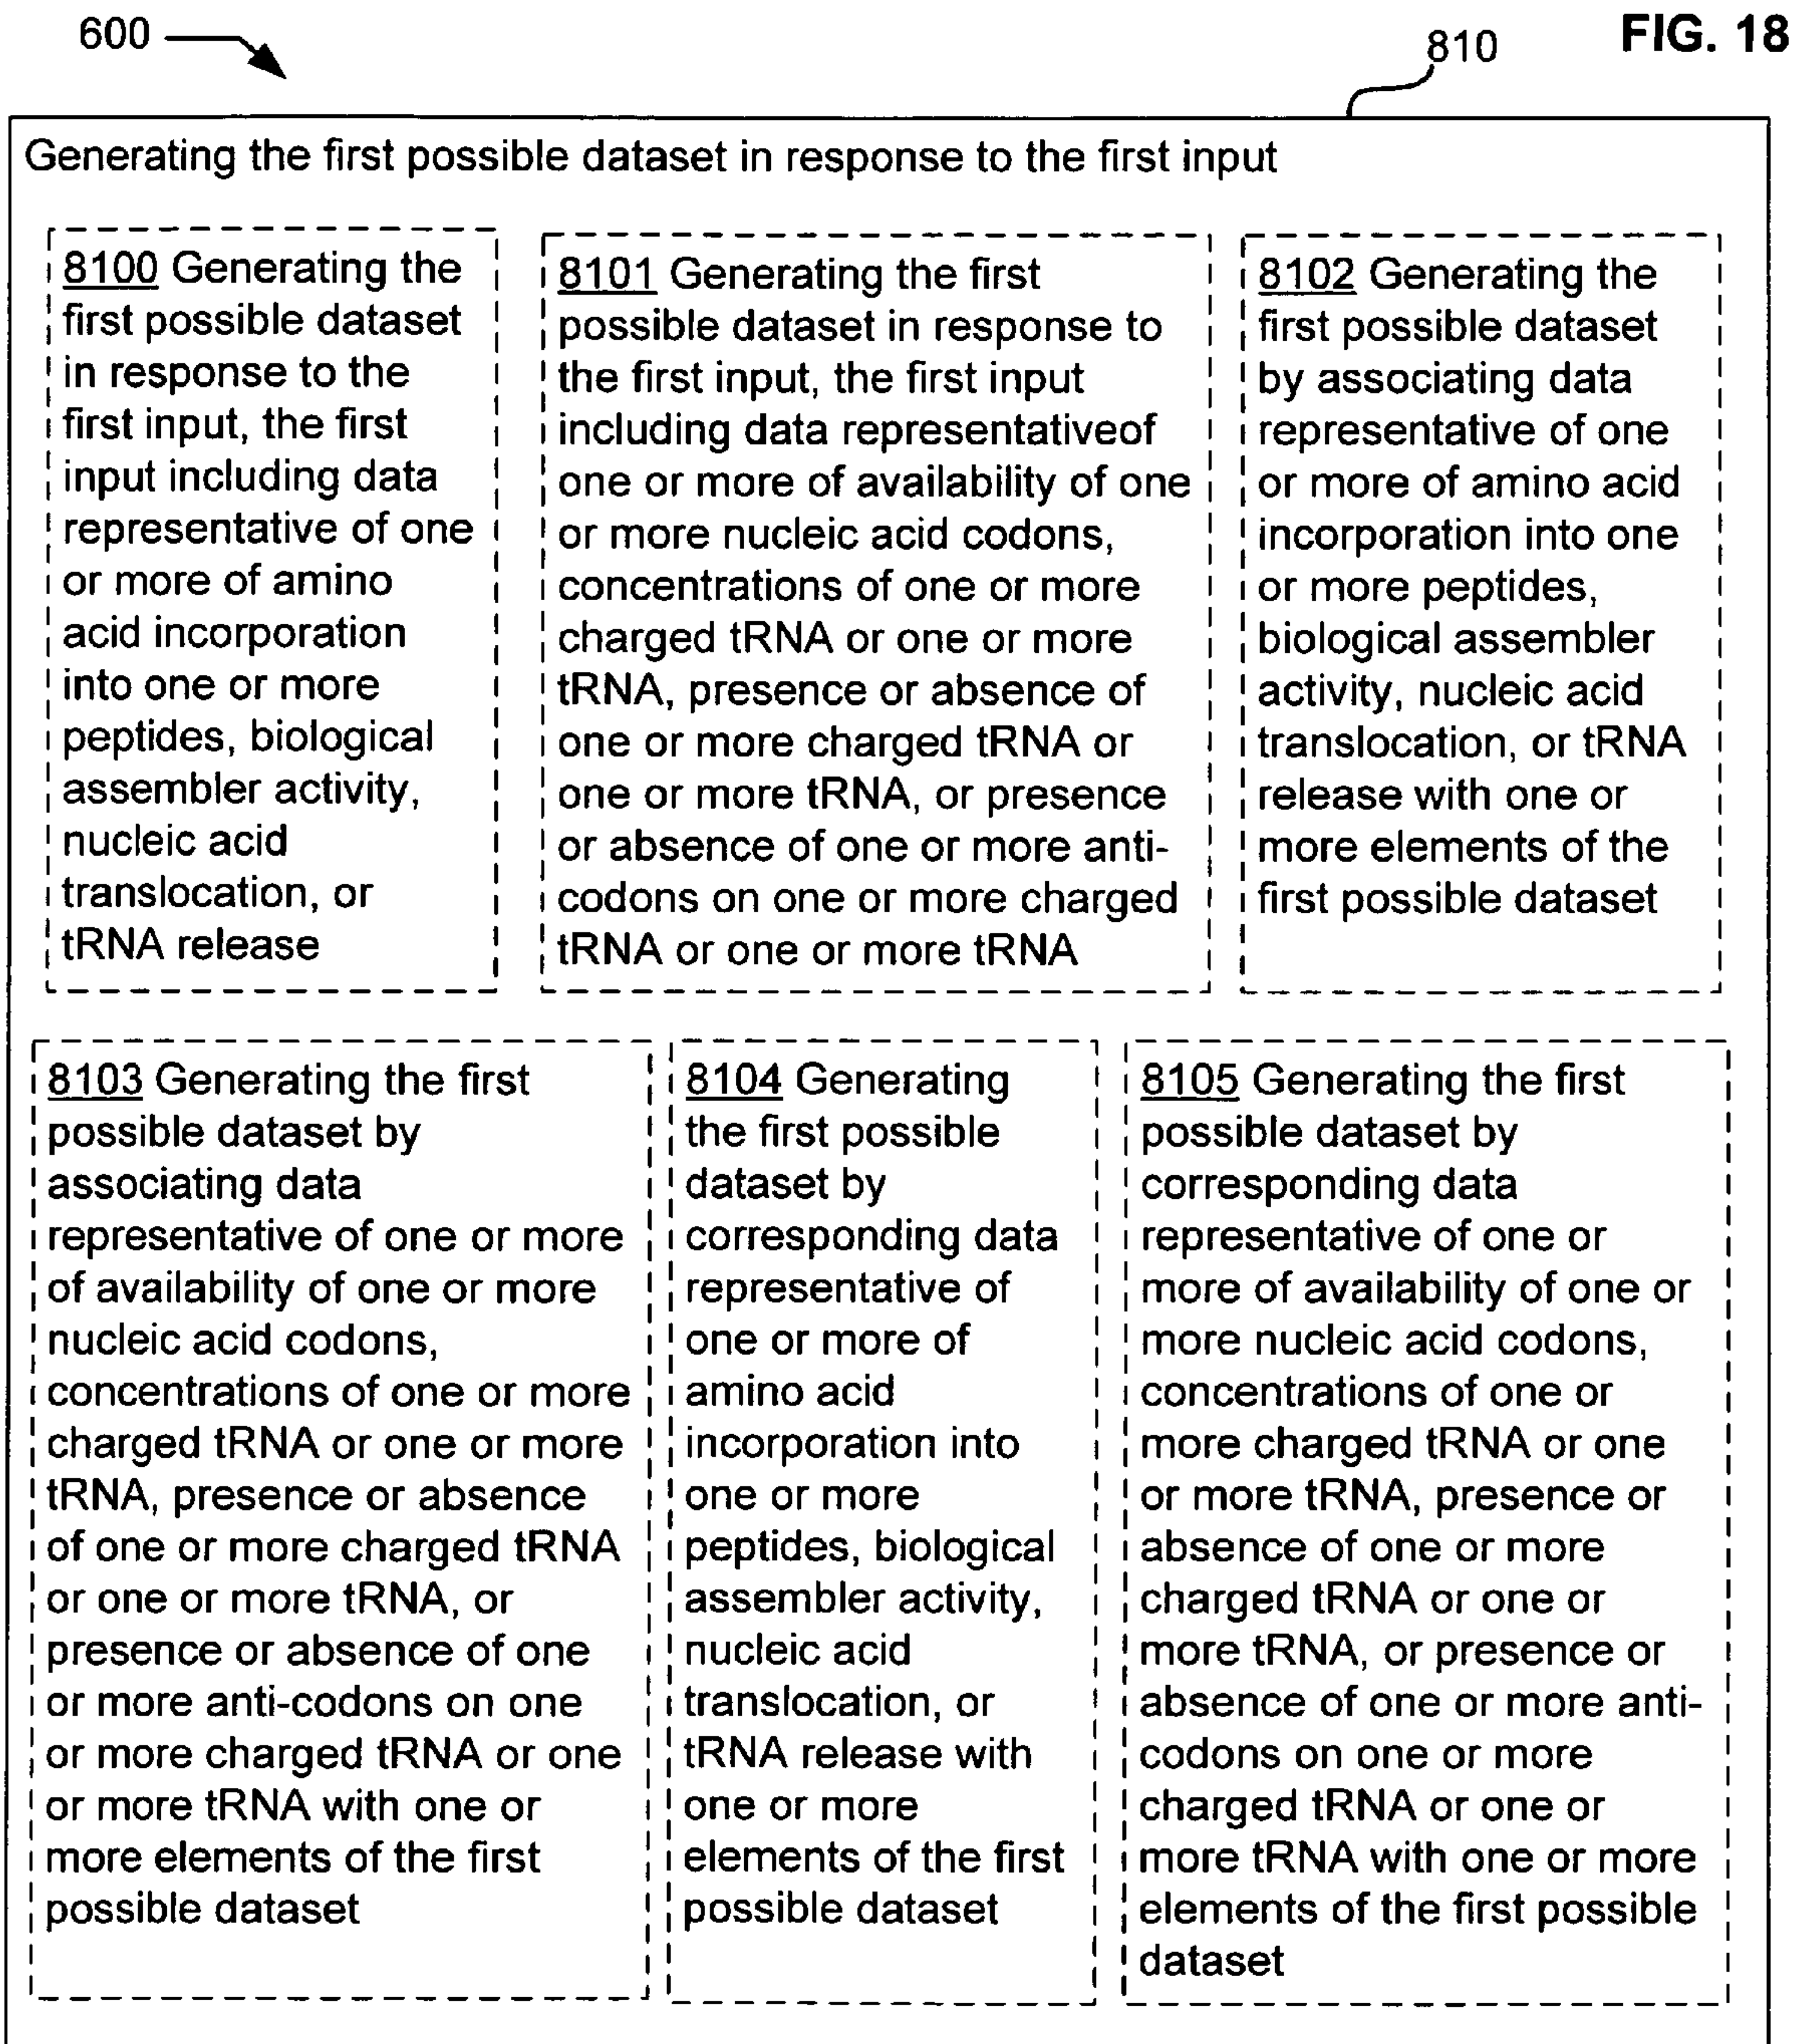 600
810
FIG. 18
Generating the first possible dataset in response to the first input
8100 Generating the
first possible dataset
in response to the
first input, the first
input including data
representative of one
or more of amino
acid incorporation
into one or more
peptides, biological
assembler activity,
nucleic acid
translocation, or
tRNA release
8101 Generating the first
possible dataset in response to
the first input, the first input
including data representativeof
one or more of availability of one
or more nucleic acid codons,
concentrations of one or more
charged tRNA or one or more
tRNA, presence or absence of
one or more charged tRNA or
one or more tRNA, or presence
or absence of one or more anti-
codons on one or more charged
tRNA or one or more tRNA
8102 Generating the
first possible dataset
by associating data
representative of one
or more of amino acid
incorporation into one
or more peptides,
biological assembler
activity, nucleic acid
translocation, or tRNA
release with one or
more elements of the
first possible dataset
8103 Generating the first
possible dataset by
associating data
representative of one or more
of availability of one or more
nucleic acid codons,
concentrations of one or more
charged tRNA or one or more
tRNA, presence or absence
of one or more charged tRNA
or one or more tRNA, or
presence or absence of one
or more anti-codons on one
or more charged tRNA or one
or more tRNA with one or
more elements of the first
possible dataset
8104 Generating
the first possible
dataset by
corresponding data
representative of
one or more of
amino acid
incorporation into
one or more
peptides, biological
assembler activity,
nucleic acid
translocation, or
tRNA release with
one or more
elements of the first
possible dataset
8105 Generating the first
possible dataset by
corresponding data
representative of one or
more of availability of one or
more nucleic acid codons,
concentrations of one or
more charged tRNA or one
or more tRNA, presence or
absence of one or more
charged tRNA or one or
more tRNA, or presence or
absence of one or more anti-
codons on one or more
charged tRNA or one or
more tRNA with one or more
elements of the first possible
dataset